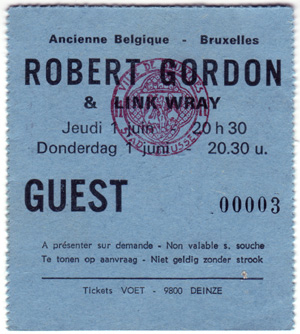 Ancienne Belgique - Bruxelles
ROBERT GORDON
& LINK WRAY
Jeudi 1 juin 20 h 30
Donderdag 1 juni 20.30 u.
GUEST 00003
A présenter sur demande - Non valable s. souche
Te tonen op aanvraag - Niet geldig zonder strook
Tickets VOET - 9800 DEINZE